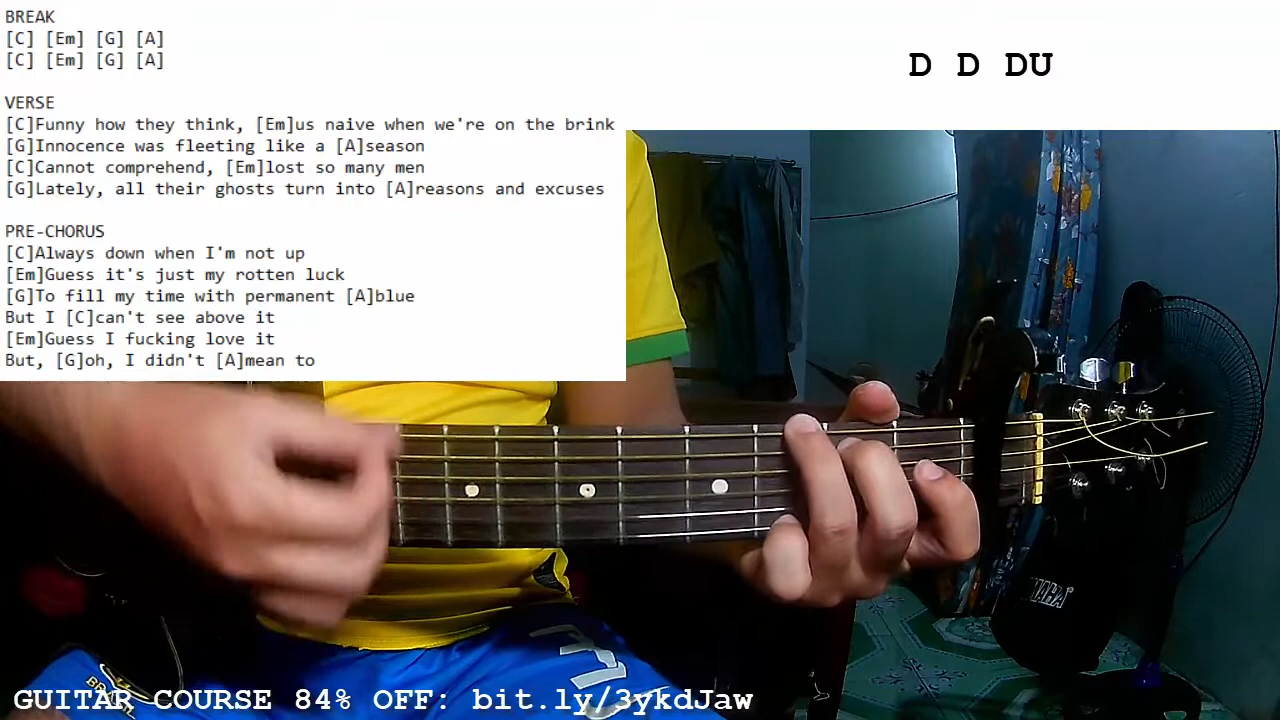 BREAK
[C] [Em] [G] [A]
[C] [Em] [G] [A]
VERSE
[C]Funny how they think, [Em]us naive when we're on the brink
[G]Innocence was fleeting like a [A]season
[C]Cannot comprehend, [Em]lost so many men
[G]Lately, all their ghosts turn into [A]reasons and excuses
PRE-CHORUS
[C]Always down when I'm not up
[Em]Guess it's just my rotten luck
[G]To fill my time with permanent [A]blue
But I [C]can't see above it
[Em]Guess I fucking love it
But, [G]oh, I didn't [A]mean to
D D DU
GUITAR COURSE 84% OFF: bit.ly/3ykdJaw